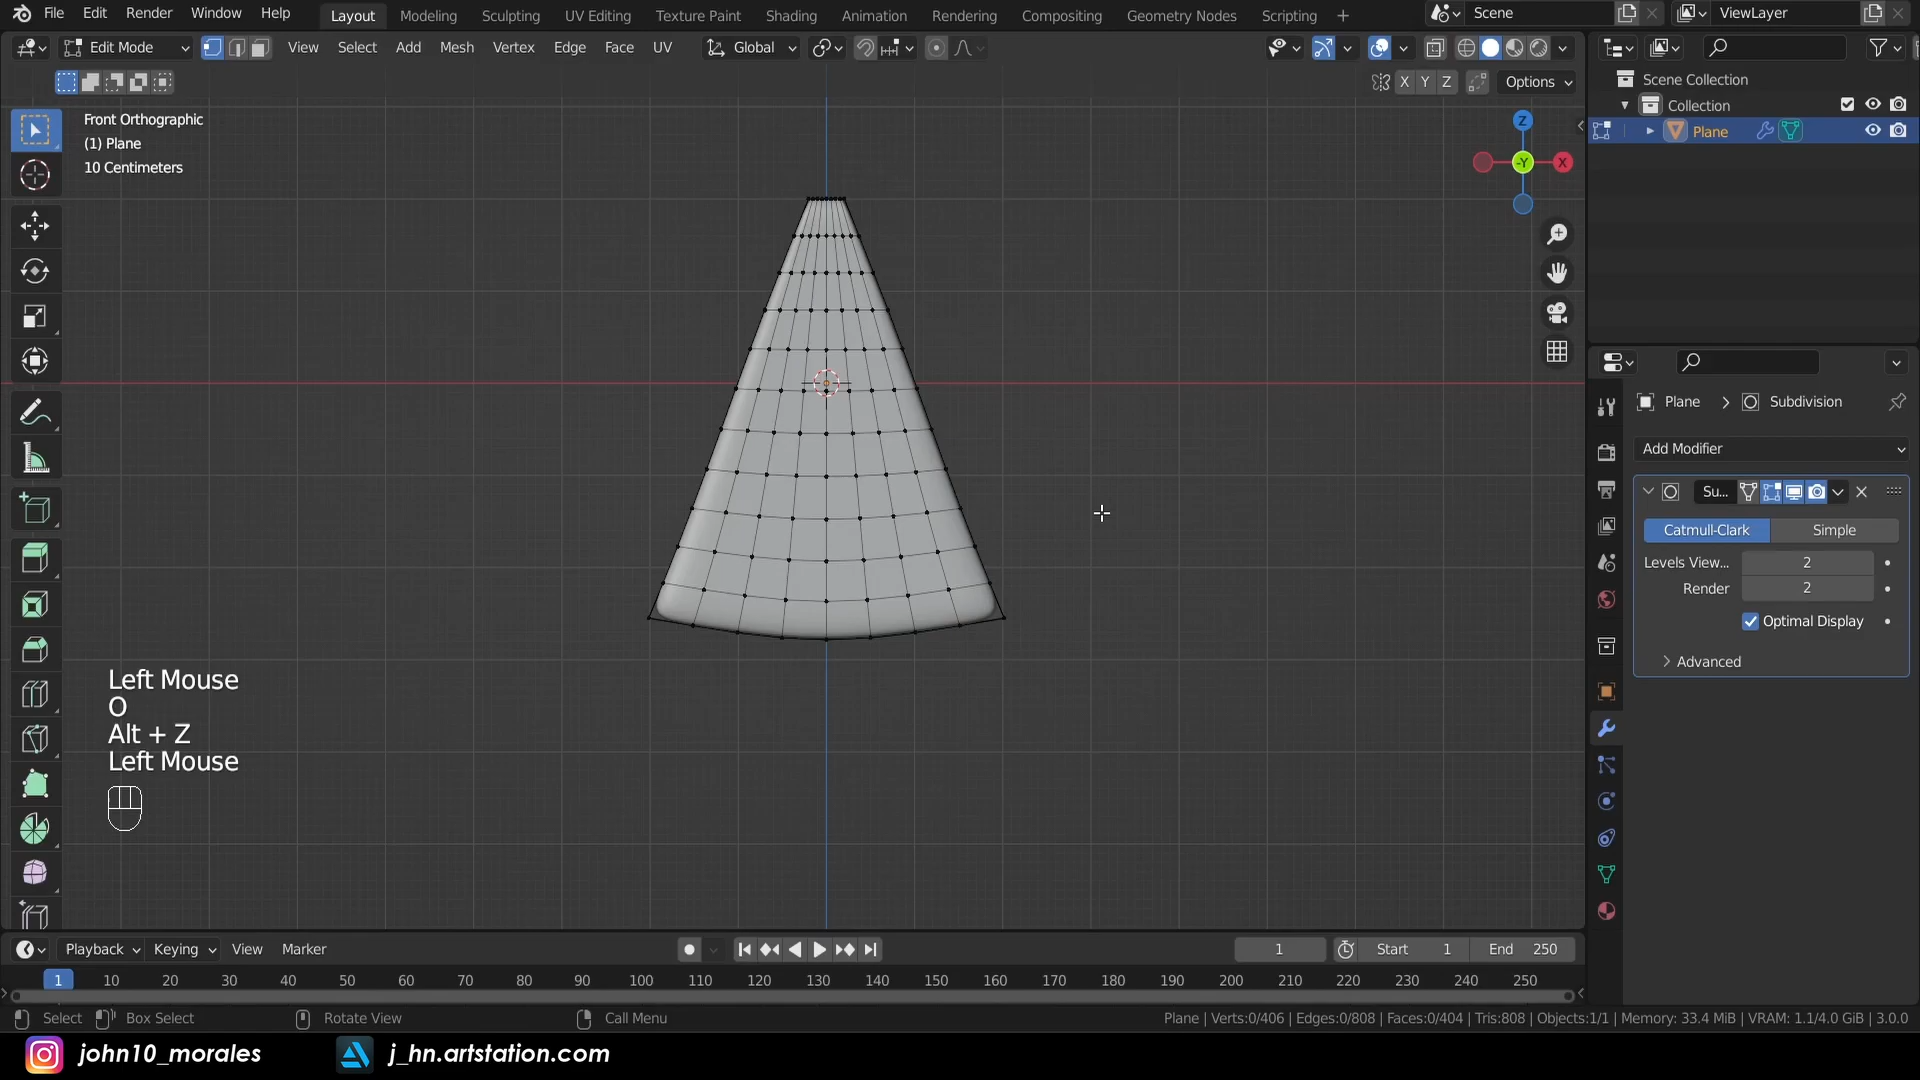 File Edit Render Window Help Layout Modeling Sculpting UV Editing Texture Paint Shading Animation Rendering Compositing Geometry Nodes Scripting + Scene ViewLayer
Edit Mode View Select Add Mesh Vertex Edge Face UV Global
X Y Z Options
Scene Collection
Collection
Plane
Front Orthographic
(1) Plane
10 Centimeters
Z
-Y
X
Plane > Subdivision
Add Modifier
Su...
Catmull-Clark Simple
Levels View... 2
Render 2
Optimal Display
Advanced
Left Mouse
O
Alt + Z
Left Mouse
Playback Keying View Marker 1 Start 1 End 250
1 10 20 30 40 50 60 70 80 90 100 110 120 130 140 150 160 170 180 190 200 210 220 230 240 250
Select Box Select Rotate View Call Menu Plane | Verts:0/406 | Edges:0/808 | Faces:0/404 | Tris:808 | Objects:1/1 | Memory: 33.4 MiB | VRAM: 1.1/4.0 GiB | 3.0.0
john10_morales j_hn.artstation.com